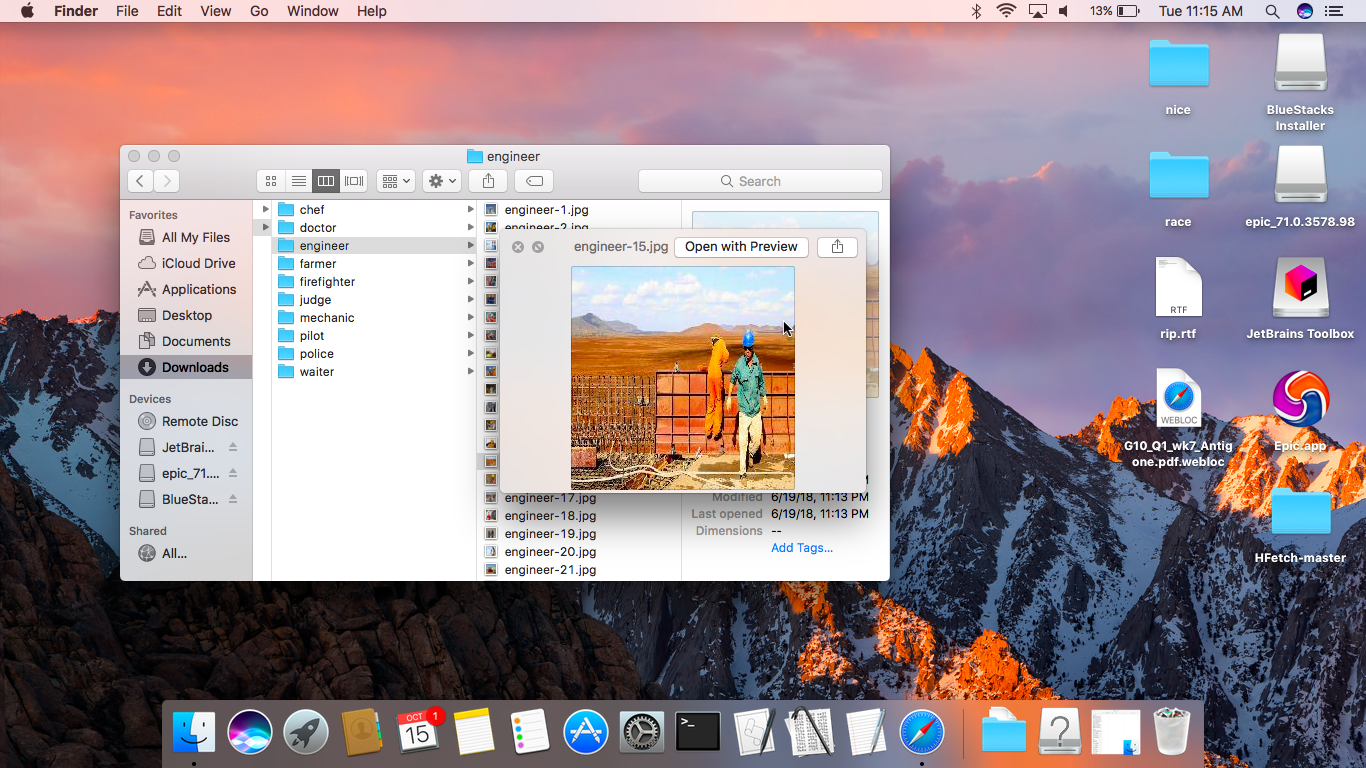 Finder File Edit View Go Window Help 13% Tue 11:15 AM
nice
BlueStacks
Installer
race
epic_71.0.3578.98
RTF
rip.rtf
JetBrains Toolbox
WEBLOC
G10_Q1_wk7_Antig
one.pdf.webloc
Epic.app
HFetch-master
engineer
Search
Favorites
All My Files
iCloud Drive
Applications
Desktop
Documents
Downloads
Devices
Remote Disc
JetBrai...
epic_71....
BlueSta...
Shared
All...
chef
doctor
engineer
farmer
firefighter
judge
mechanic
pilot
police
waiter
engineer-1.jpg
engineer-2.jpg
engineer-15.jpg Open with Preview
engineer-17.jpg
engineer-18.jpg
engineer-19.jpg
engineer-20.jpg
engineer-21.jpg
Modified 6/19/18, 11:13 PM
Last opened 6/19/18, 11:13 PM
Dimensions --
Add Tags...
OCT
15
1
>_
?